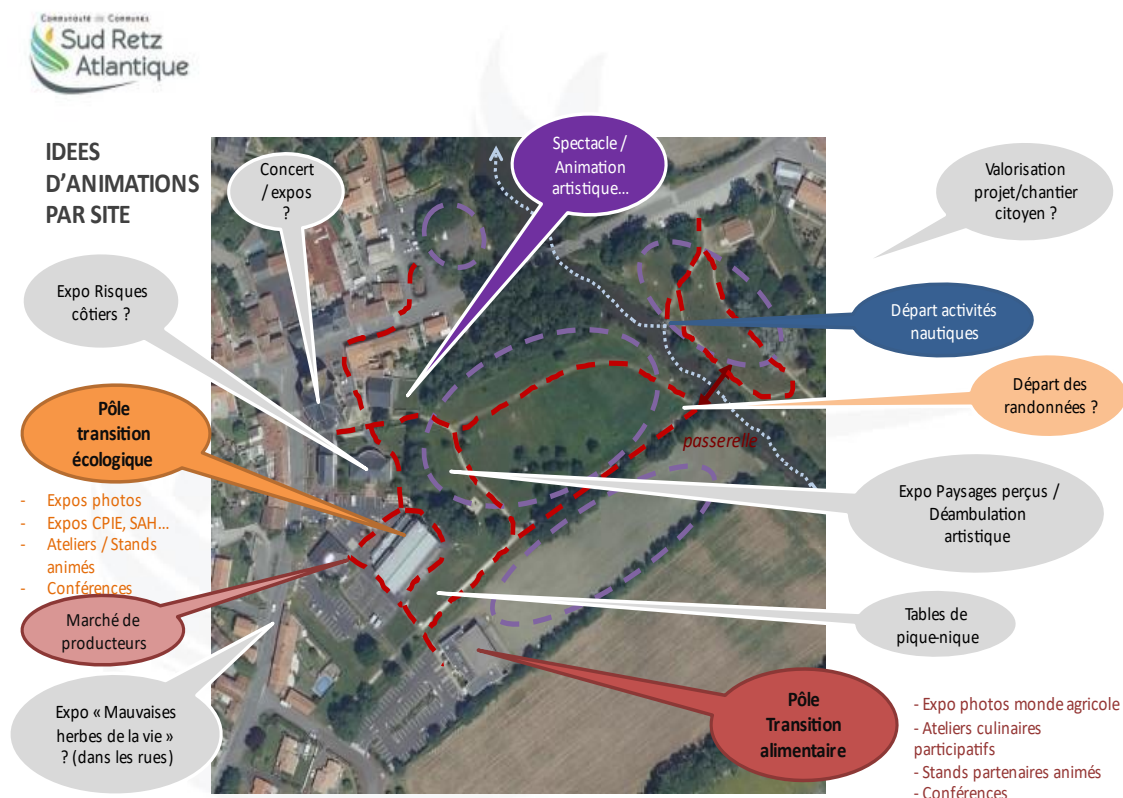 Communauté de Communes
Sud Retz
Atlantique
IDEES
D'ANIMATIONS
PAR SITE
Concert
/ expos
?
Spectacle /
Animation
artistique...
Valorisation
projet/chantier
citoyen ?
Expo Risques
côtiers ?
Départ activités
nautiques
Pôle
transition
écologique
Départ des
randonnées ?
passerelle
- Expos photos
- Expos CPIE, SAH...
- Ateliers / Stands
animés
- Conférences
Expo Paysages perçus /
Déambulation
artistique
Marché de
producteurs
Tables de
pique-nique
Expo « Mauvaises
herbes de la vie »
? (dans les rues)
Pôle
Transition
alimentaire
- Expo photos monde agricole
- Ateliers culinaires
participatifs
- Stands partenaires animés
- Conférences